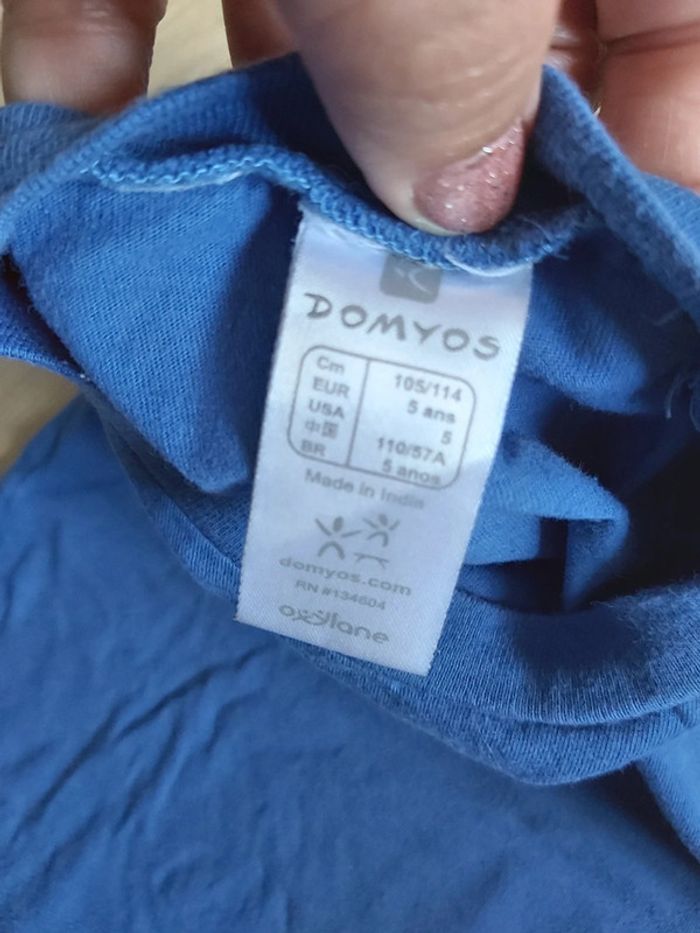 DOMYOS
Cm 105/114
EUR 5 ans
USA 5
中国 110/57A
BR 5 anos
Made in India
domyos.com
RN #134604
oxylane